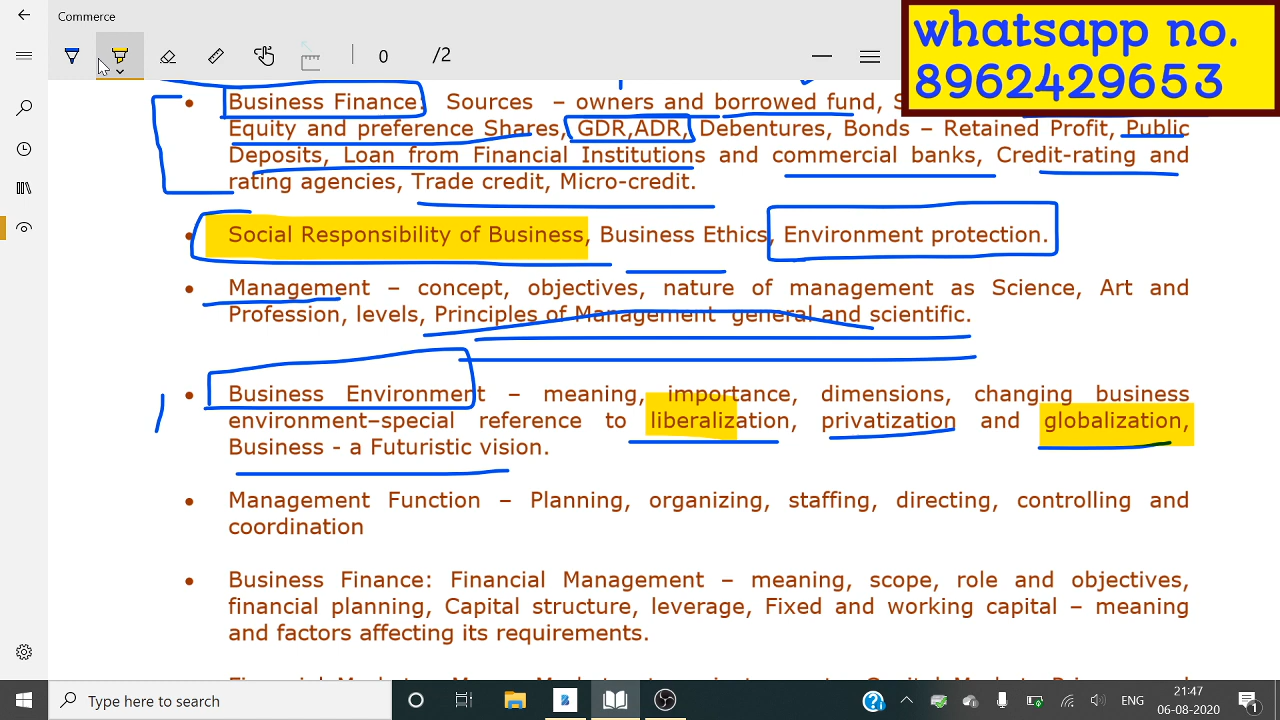 Commerce
0 /2
whatsapp no.
8962429653
Business Finance: Sources – owners and borrowed fund,
Equity and preference Shares, GDR,ADR, Debentures, Bonds – Retained Profit, Public
Deposits, Loan from Financial Institutions and commercial banks, Credit-rating and
rating agencies, Trade credit, Micro-credit.
Social Responsibility of Business, Business Ethics, Environment protection.
Management – concept, objectives, nature of management as Science, Art and
Profession, levels, Principles of Management general and scientific.
Business Environment – meaning, importance, dimensions, changing business
environment–special reference to liberalization, privatization and globalization,
Business - a Futuristic vision.
Management Function – Planning, organizing, staffing, directing, controlling and
coordination
Business Finance: Financial Management – meaning, scope, role and objectives,
financial planning, Capital structure, leverage, Fixed and working capital – meaning
and factors affecting its requirements.
Type here to search
ENG
21:47
06-08-2020